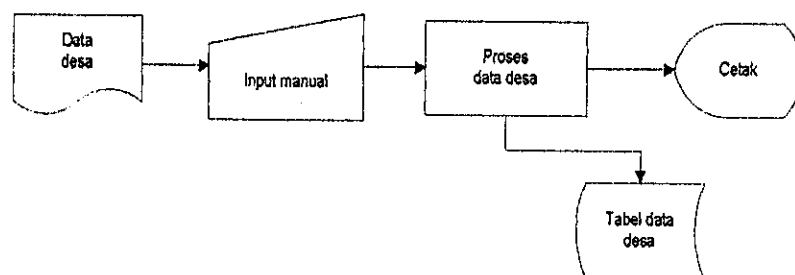 Data
desa
Input manual
Proses
data desa
Cetak
Tabel data
desa